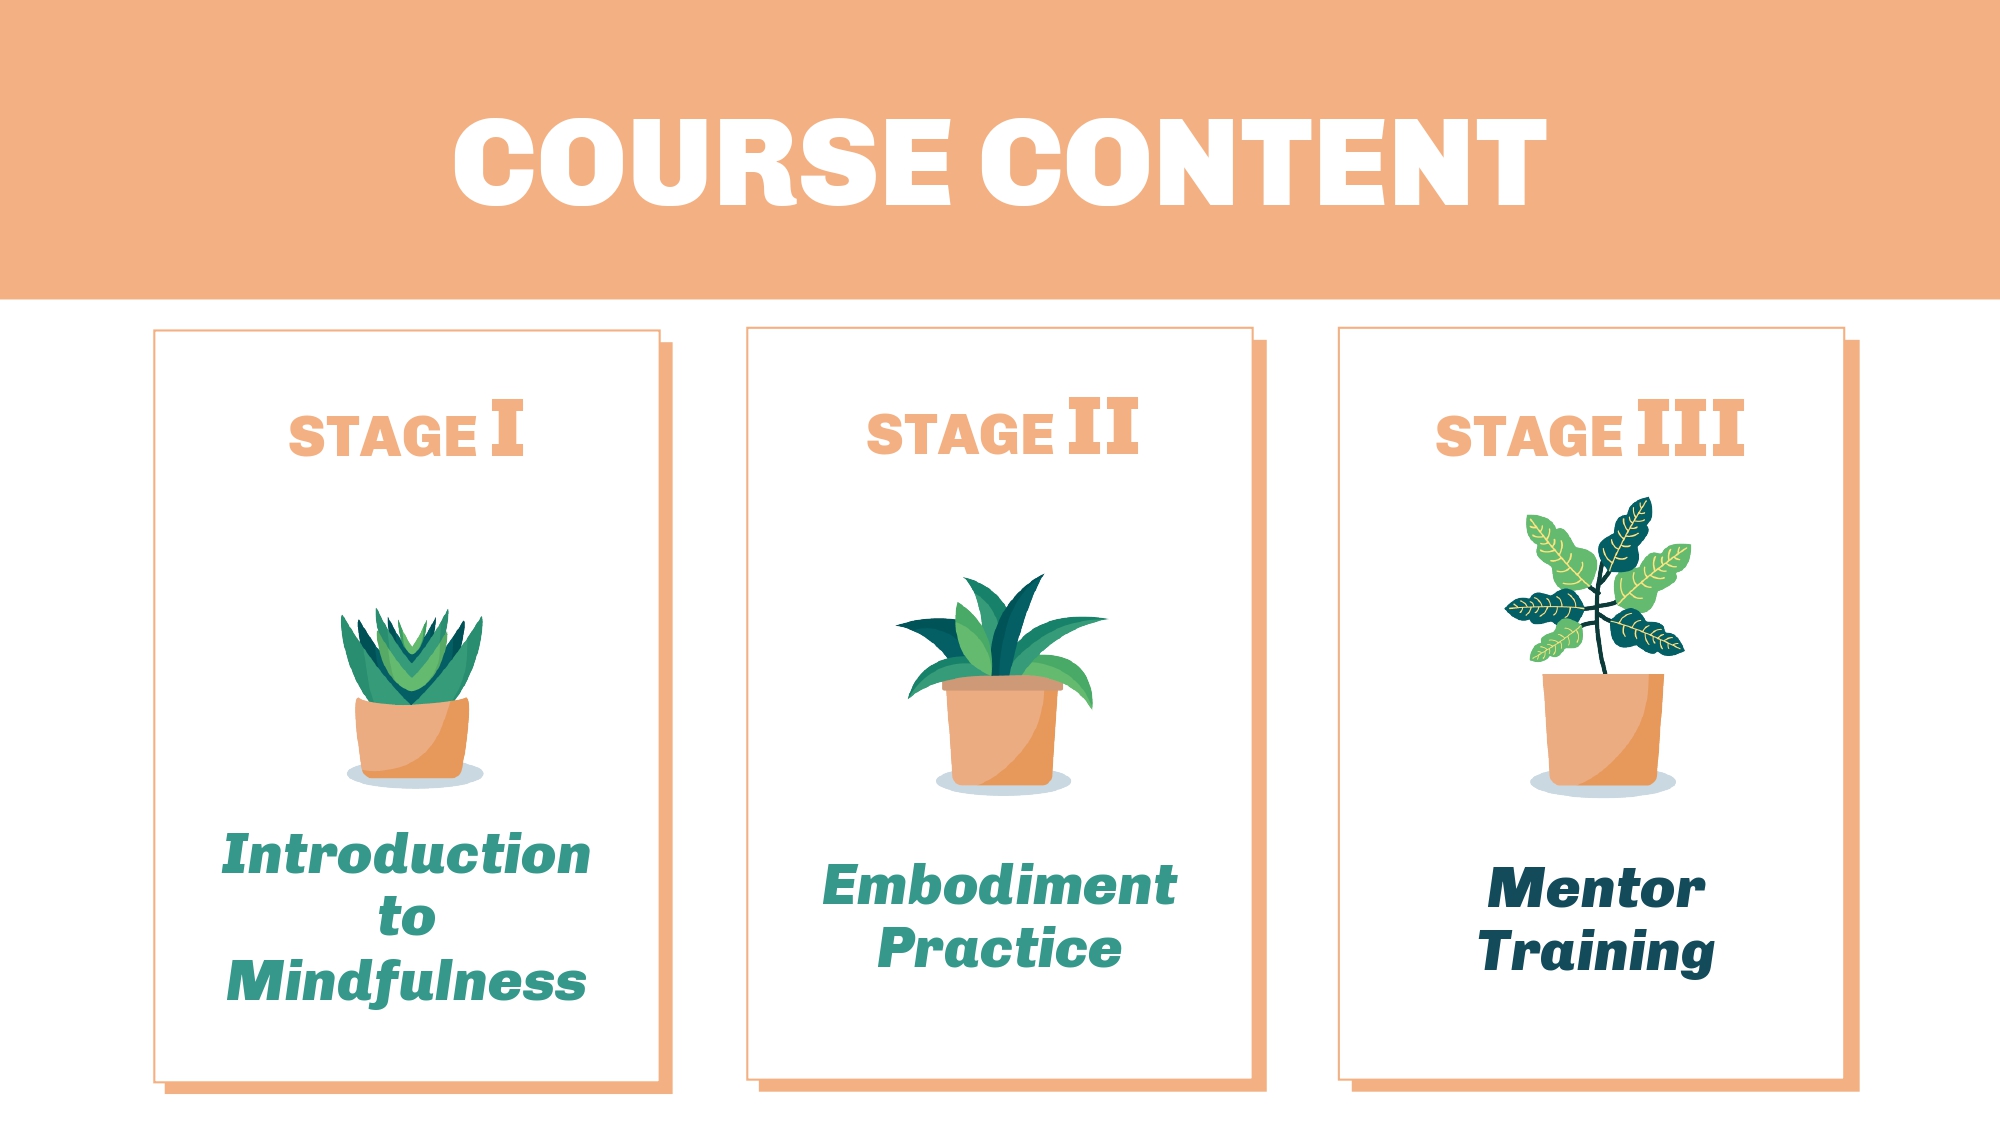 COURSE CONTENT
STAGE I
Introduction
to
Mindfulness
STAGE II
Embodiment
Practice
STAGE III
Mentor
Training